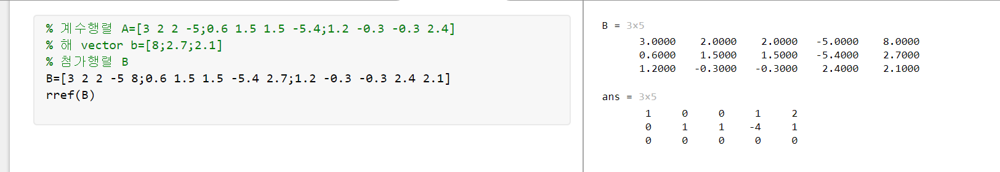 % 계수행렬 A=[3 2 2 -5;0.6 1.5 1.5 -5.4;1.2 -0.3 -0.3 2.4]
% 해 vector b=[8;2.7;2.1]
% 첨가행렬 B
B=[3 2 2 -5 8;0.6 1.5 1.5 -5.4 2.7;1.2 -0.3 -0.3 2.4 2.1]
rref(B)
B = 3×5
3.0000 2.0000 2.0000 -5.0000 8.0000
0.6000 1.5000 1.5000 -5.4000 2.7000
1.2000 -0.3000 -0.3000 2.4000 2.1000
ans = 3×5
1 0 0 1 2
0 1 1 -4 1
0 0 0 0 0